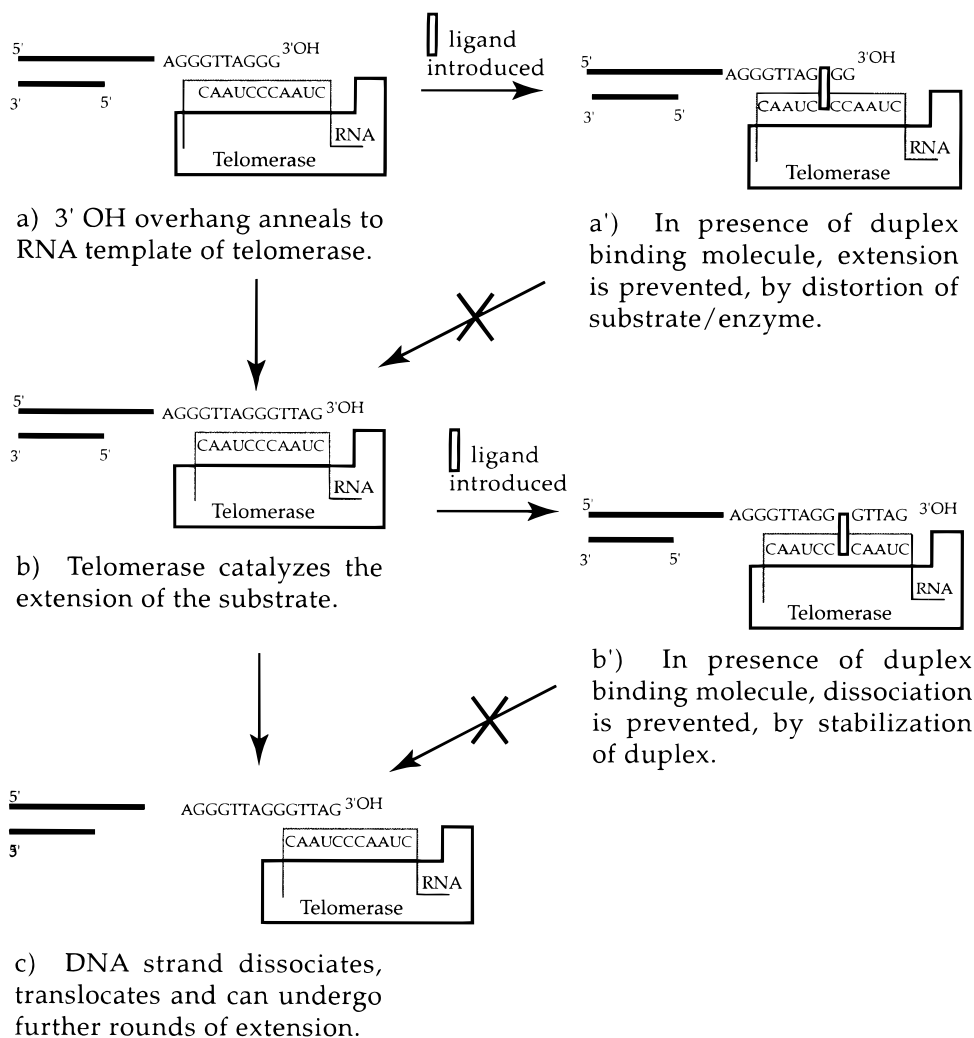 5'
AGGGTTAGGG 3'OH
3' 5'
CAAUCCCAAUC
RNA
Telomerase
ligand
introduced
5'
AGGGTTAG GG 3'OH
3' 5'
CAAUC CCAAUC
RNA
Telomerase
a) 3' OH overhang anneals to
RNA template of telomerase.
a') In presence of duplex
binding molecule, extension
is prevented, by distortion of
substrate/enzyme.
5'
AGGGTTAGGGTTAG 3'OH
3' 5'
CAAUCCCAAUC
RNA
Telomerase
ligand
introduced
5'
AGGGTTAGG GTTAG 3'OH
3' 5'
CAAUCC CAAUC
RNA
Telomerase
b) Telomerase catalyzes the
extension of the substrate.
b') In presence of duplex
binding molecule, dissociation
is prevented, by stabilization
of duplex.
5'
AGGGTTAGGGTTAG 3'OH
CAAUCCCAAUC
RNA
Telomerase
c) DNA strand dissociates,
translocates and can undergo
further rounds of extension.